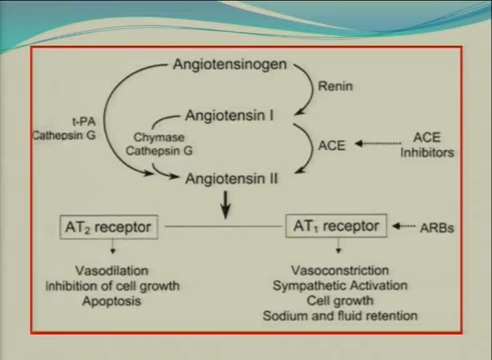 Angiotensinogen
Renin
t-PA
Cathepsin G
Angiotensin I
Chymase
Cathepsin G
ACE
ACE
Inhibitors
Angiotensin II
AT₂ receptor
AT₁ receptor
ARBs
Vasodilation
Inhibition of cell growth
Apoptosis
Vasoconstriction
Sympathetic Activation
Cell growth
Sodium and fluid retention